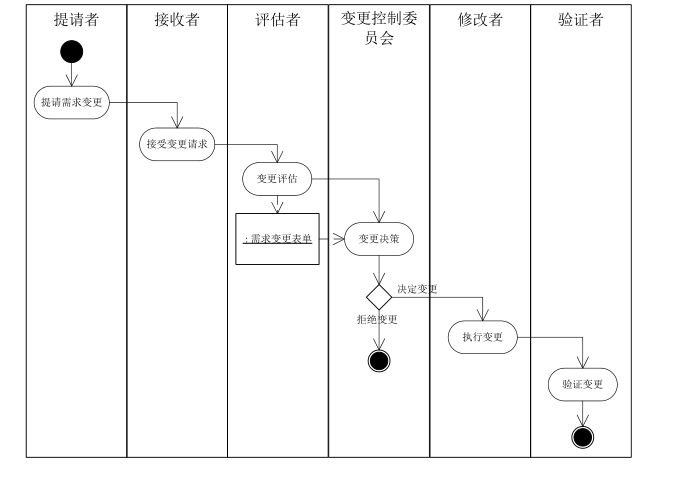 提请者
接收者
评估者
变更控制委
员会
修改者
验证者
提请需求变更
接受变更请求
变更评估
: 需求变更表单
变更决策
决定变更
拒绝变更
执行变更
验证变更